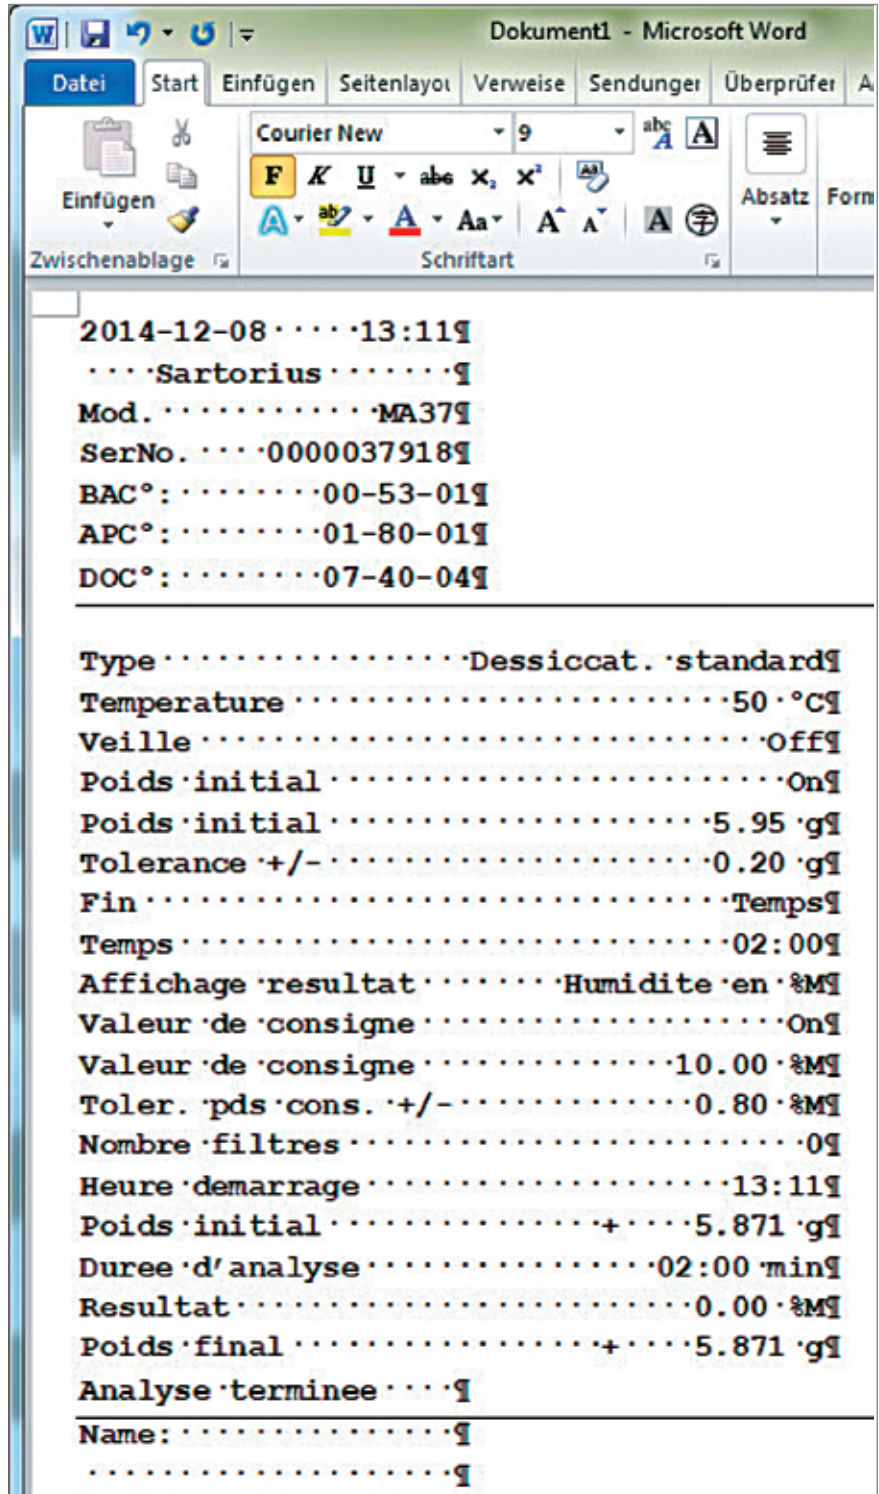 Dokument1 - Microsoft Word
Datei Start Einfügen Seitenlayou Verweise Sendunger Überprüfer A
Courier New 9
Einfügen
Absatz Form
Zwischenablage Schriftart
2014-12-08·····13:11¶
····Sartorius·······¶
Mod.············MA37¶
SerNo.····0000037918¶
BAC°:········00-53-01¶
APC°:········01-80-01¶
DOC°:········07-40-04¶
Type··················Dessiccat.·standard¶
Temperature·························50·°C¶
Veille·································Off¶
Poids·initial··························On¶
Poids·initial······················5.95·g¶
Tolerance·+/-······················0.20·g¶
Fin··································Temps¶
Temps································02:00¶
Affichage·resultat········Humidite·en·%M¶
Valeur·de·consigne·····················On¶
Valeur·de·consigne···············10.00·%M¶
Toler.·pds·cons.·+/-··············0.80·%M¶
Nombre·filtres··························0¶
Heure·demarrage·····················13:11¶
Poids·initial················+····5.871·g¶
Duree·d'analyse·················02:00·min¶
Resultat··························0.00·%M¶
Poids·final··················+····5.871·g¶
Analyse·terminee····¶
Name:···············¶
····················¶